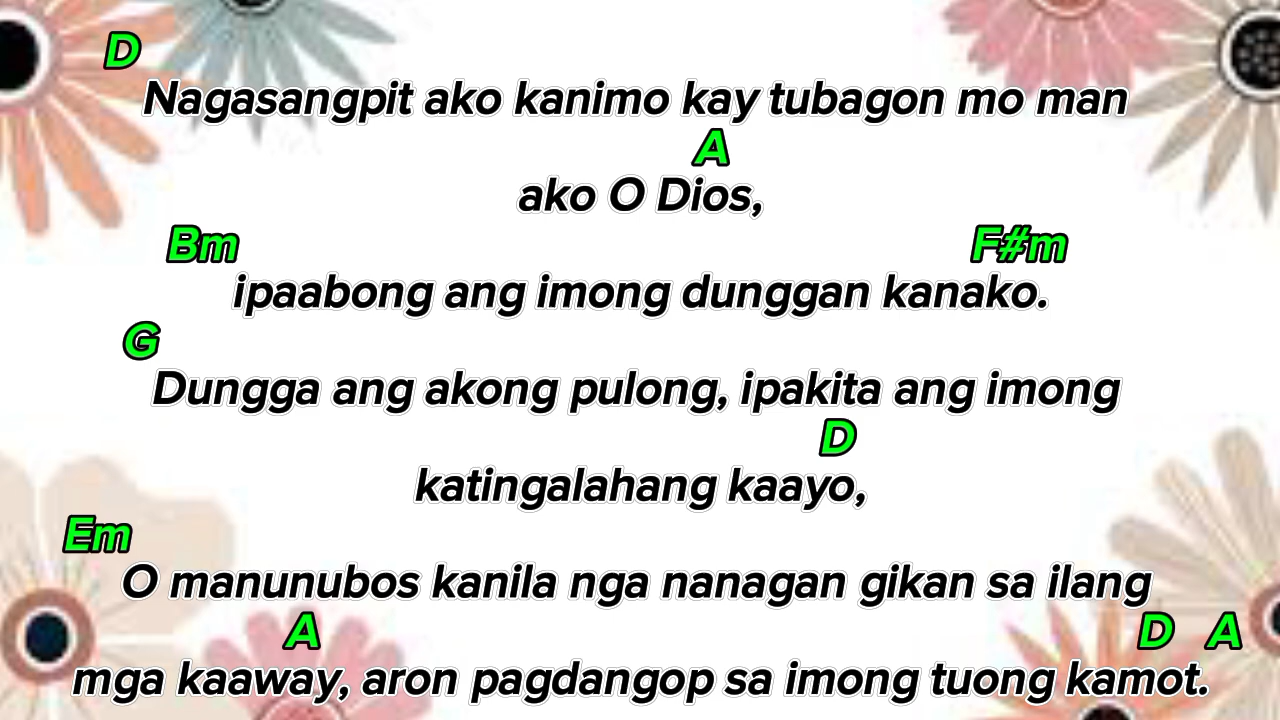 D
Nagasangpit ako kanimo kay tubagon mo man
A
ako O Dios,
Bm F#m
ipaabong ang imong dunggan kanako.
G
Dungga ang akong pulong, ipakita ang imong
D
katingalahang kaayo,
Em
O manunubos kanila nga nanagan gikan sa ilang
A D A
mga kaaway, aron pagdangop sa imong tuong kamot.